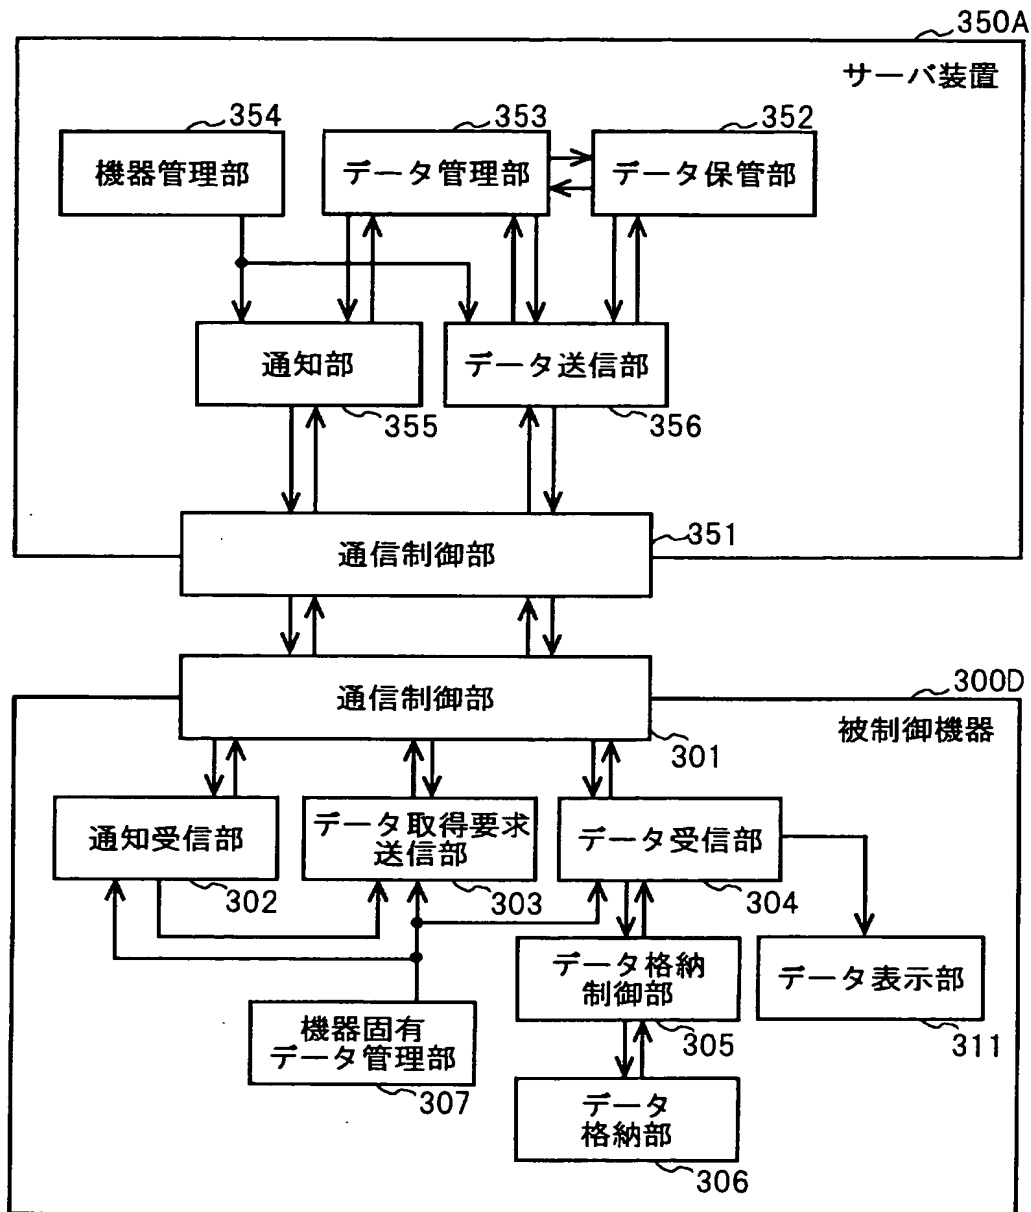 350A
サーバ装置
354
353
352
機器管理部
データ管理部
データ保管部
通知部
データ送信部
355
356
351
通信制御部
通信制御部
300D
被制御機器
301
通知受信部
データ取得要求
送信部
データ受信部
302
303
304
データ格納
制御部
データ表示部
機器固有
データ管理部
305
311
307
データ
格納部
306